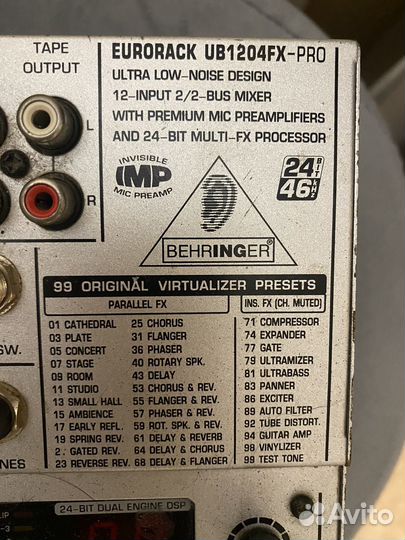 TAPE
OUTPUT
L
R
EURORACK UB1204FX-PRO
ULTRA LOW-NOISE DESIGN
12-INPUT 2/2-BUS MIXER
WITH PREMIUM MIC PREAMPLIFIERS
AND 24-BIT MULTI-FX PROCESSOR
INVISIBLE
IMP
MIC PREAMP
24 BIT
46 kHz
BEHRINGER
99 ORIGINAL VIRTUALIZER PRESETS
PARALLEL FX
INS. FX (CH. MUTED)
01 CATHEDRAL 25 CHORUS 71 COMPRESSOR
03 PLATE 31 FLANGER 74 EXPANDER
05 CONCERT 36 PHASER 77 GATE
07 STAGE 40 ROTARY SPK. 79 ULTRAMIZER
09 ROOM 43 DELAY 81 ULTRABASS
11 STUDIO 53 CHORUS & REV. 83 PANNER
13 SMALL HALL 55 FLANGER & REV. 86 EXCITER
15 AMBIENCE 57 PHASER & REV. 89 AUTO FILTER
17 EARLY REFL. 59 ROT. SPK. & REV. 92 TUBE DISTORT.
19 SPRING REV. 61 DELAY & REVERB 94 GUITAR AMP
2 GATED REV. 64 DELAY & CHORUS 98 VINYLIZER
23 REVERSE REV. 68 DELAY & FLANGER 99 TEST TONE
SW.
NES
24-BIT DUAL ENGINE DSP
LIP
-3
Avito